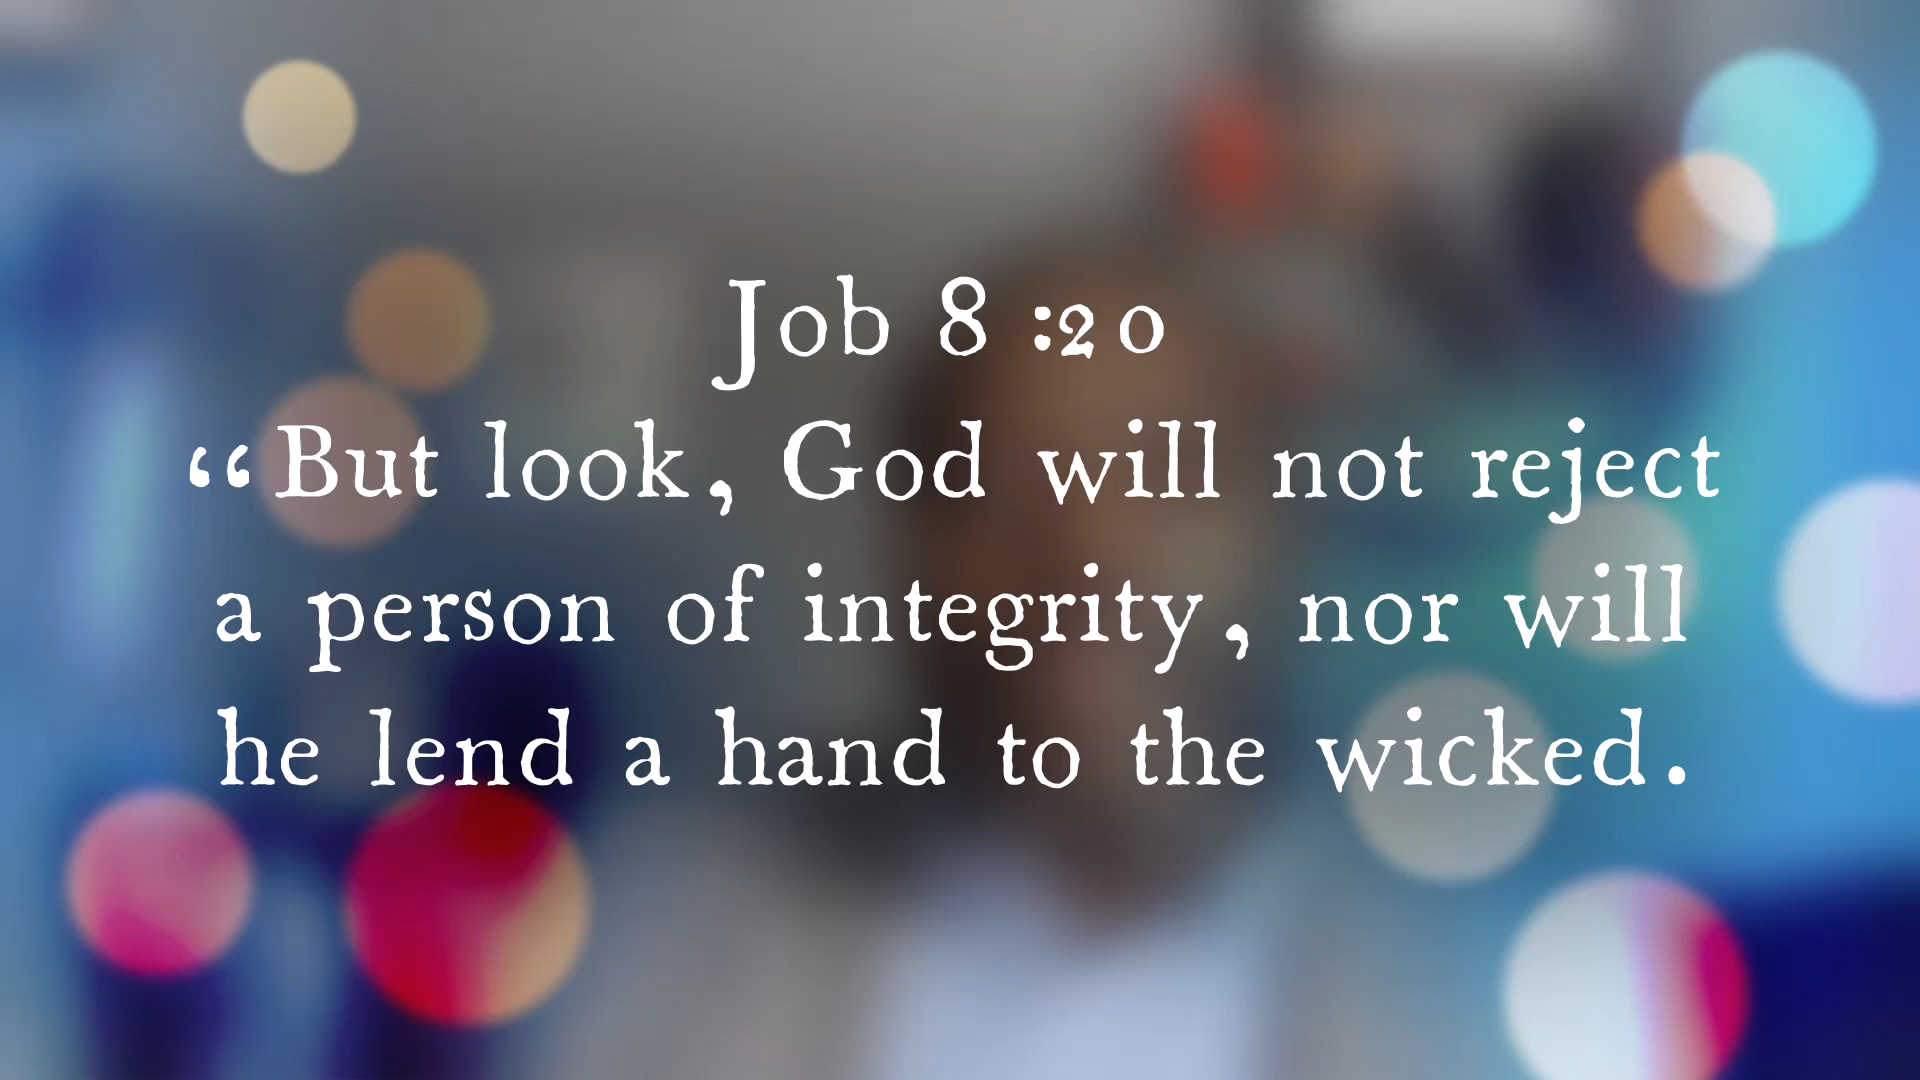 Job 8 :20
“But look, God will not reject
a person of integrity, nor will
he lend a hand to the wicked.